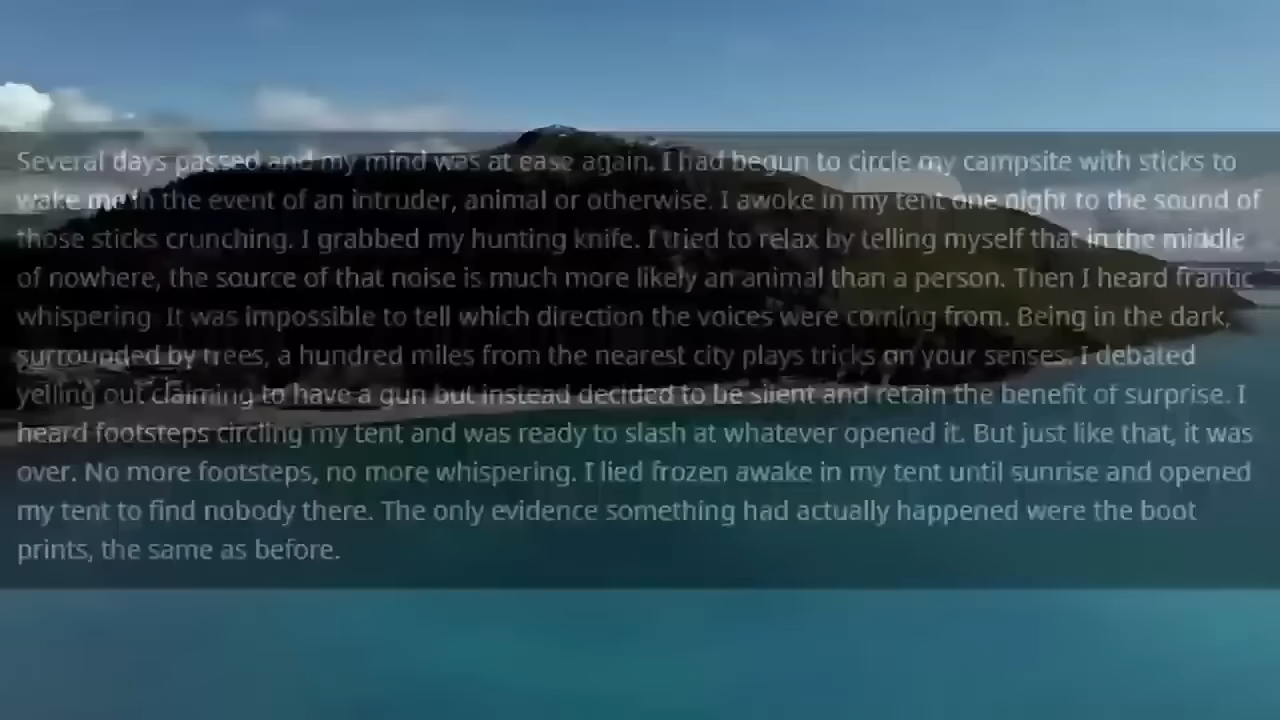 Several days passed and my mind was at ease again. I had begun to circle my campsite with sticks to
wake me in the event of an intruder, animal or otherwise. I awoke in my tent one night to the sound of
those sticks crunching. I grabbed my hunting knife. I tried to relax by telling myself that in the middle
of nowhere, the source of that noise is much more likely an animal than a person. Then I heard frantic
whispering. It was impossible to tell which direction the voices were coming from. Being in the dark,
surrounded by trees, a hundred miles from the nearest city plays tricks on your senses. I debated
yelling out claiming to have a gun but instead decided to be silent and retain the benefit of surprise. I
heard footsteps circling my tent and was ready to slash at whatever opened it. But just like that, it was
over. No more footsteps, no more whispering. I lied frozen awake in my tent until sunrise and opened
my tent to find nobody there. The only evidence something had actually happened were the boot
prints, the same as before.